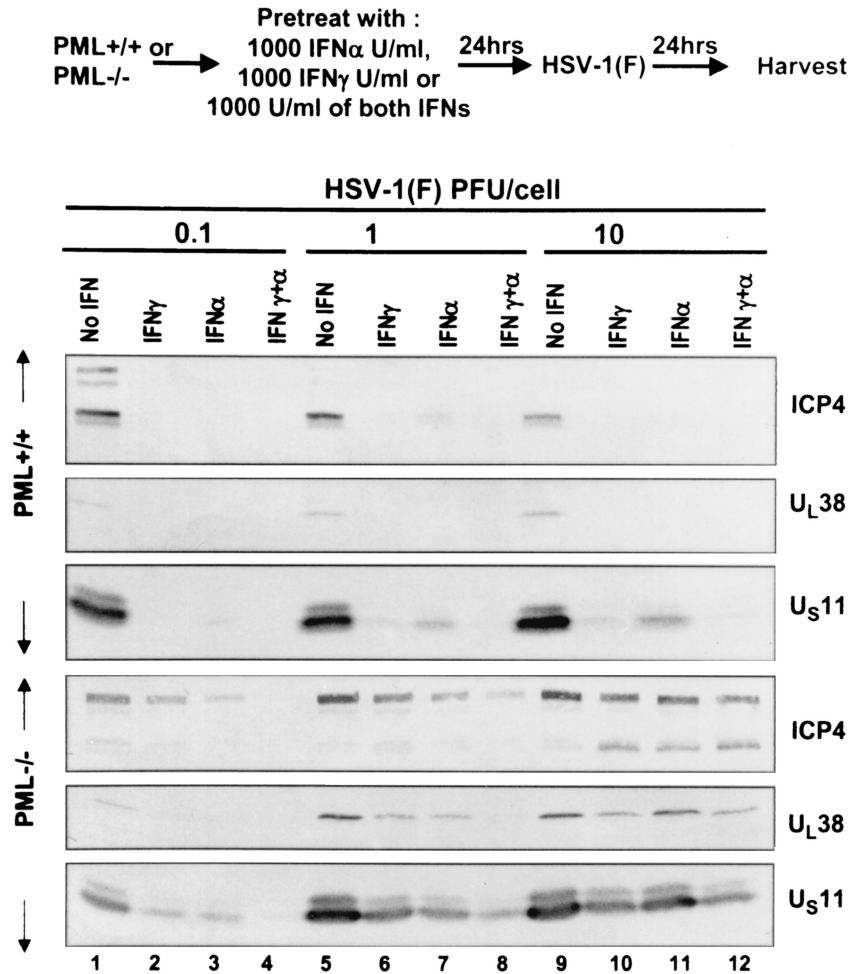 PML+/+ or
PML-/-
Pretreat with :
1000 IFNα U/ml,
1000 IFNγ U/ml or
1000 U/ml of both IFNs
24hrs
HSV-1(F)
24hrs
Harvest
HSV-1(F) PFU/cell
0.1 1 10
No IFN IFNγ IFNα IFN γ+α No IFN IFNγ IFNα IFN γ+α No IFN IFNγ IFNα IFN γ+α
PML+/+
ICP4
UL38
US11
PML-/-
ICP4
UL38
US11
1 2 3 4 5 6 7 8 9 10 11 12